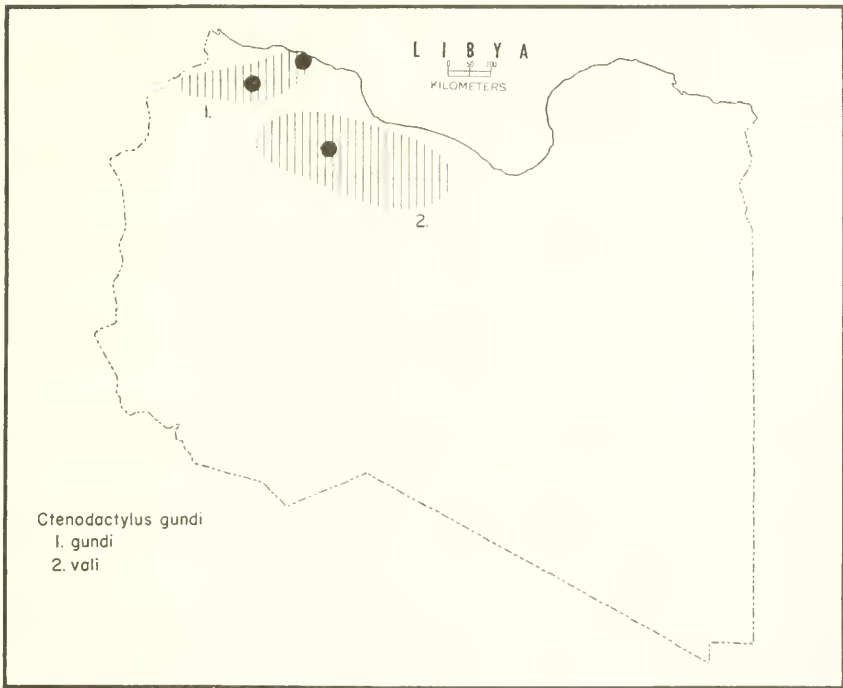 L I B Y A
0 50 100
KILOMETERS
1.
2.
Ctenodactylus gundi
1. gundi
2. vali